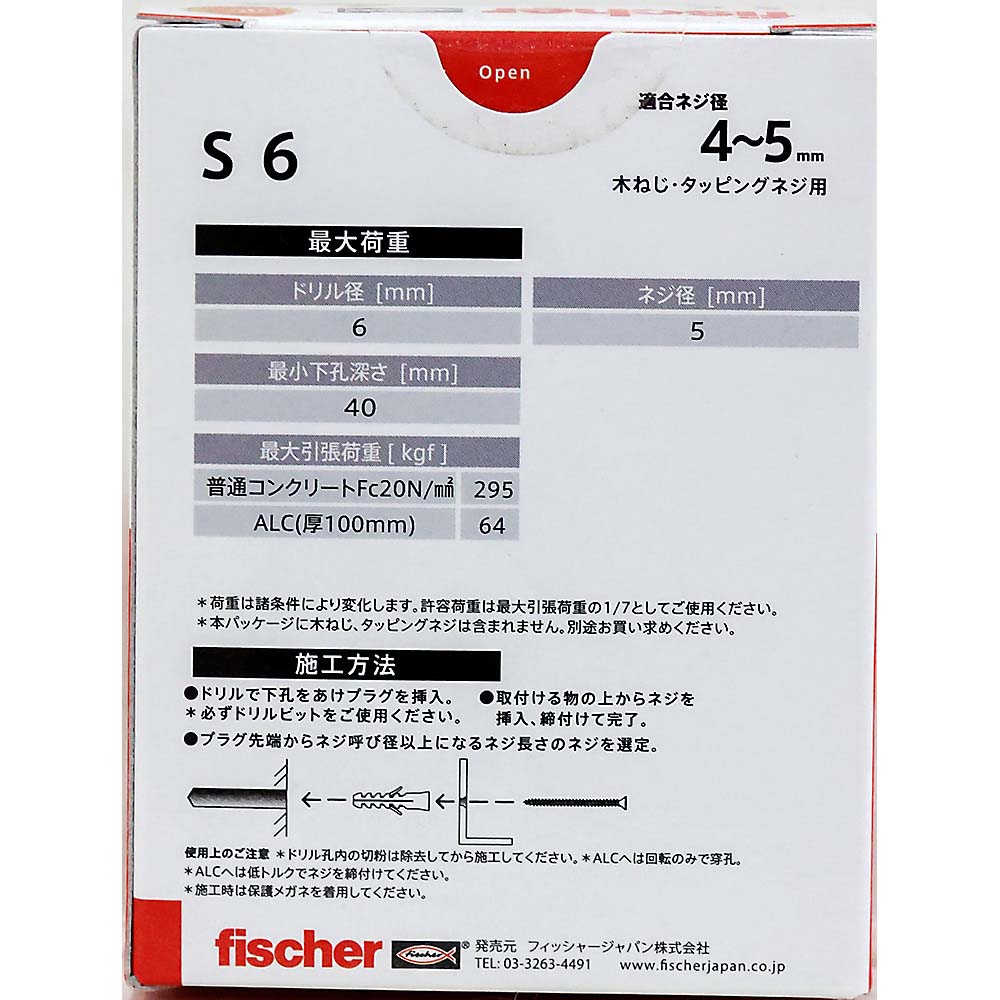 fischer
Open
S 6
適合ネジ径
4~5mm
木ねじ・タッピングネジ用
最大荷重
ドリル径 [mm]
ネジ径 [mm]
6
5
最小下孔深さ [mm]
40
最大引張荷重 [ kgf ]
普通コンクリートFc20N/m㎡ 295
ALC(厚100mm) 64
*荷重は諸条件により変化します。許容荷重は最大引張荷重の1/7としてご使用ください。
*本パッケージに木ねじ、タッピングネジは含まれません。別途お買い求めください。
施工方法
●ドリルで下孔をあけプラグを挿入。
*必ずドリルビットをご使用ください。
●取付ける物の上からネジを
挿入、締付けて完了。
●プラグ先端からネジ呼び径以上になるネジ長さのネジを選定。
使用上のご注意 *ドリル孔内の切粉は除去してから施工してください。*ALCへは回転のみで穿孔。
*ALCへは低トルクでネジを締付けてください。
*施工時は保護メガネを着用してください。
fischer fischer ® 発売元 フィッシャージャパン株式会社
TEL: 03-3263-4491 www.fischerjapan.co.jp